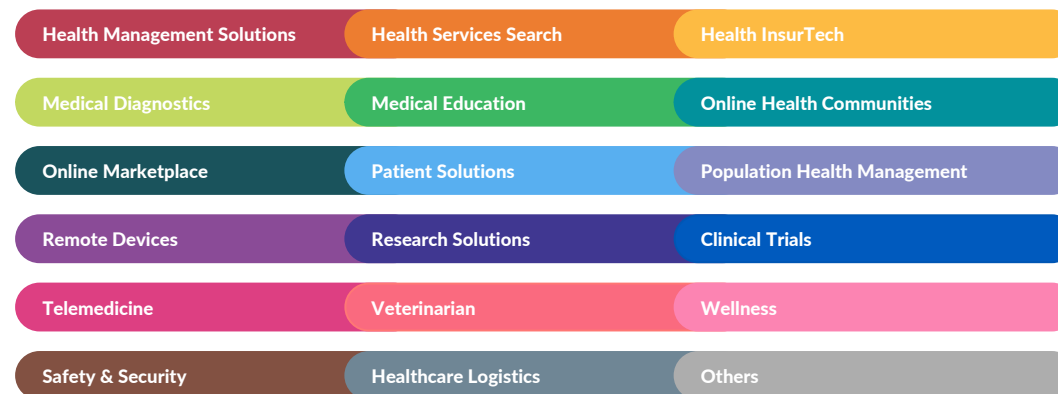 Health Management Solutions
Health Services Search
Health InsurTech
Medical Diagnostics
Medical Education
Online Health Communities
Online Marketplace
Patient Solutions
Population Health Management
Remote Devices
Research Solutions
Clinical Trials
Telemedicine
Veterinarian
Wellness
Safety & Security
Healthcare Logistics
Others